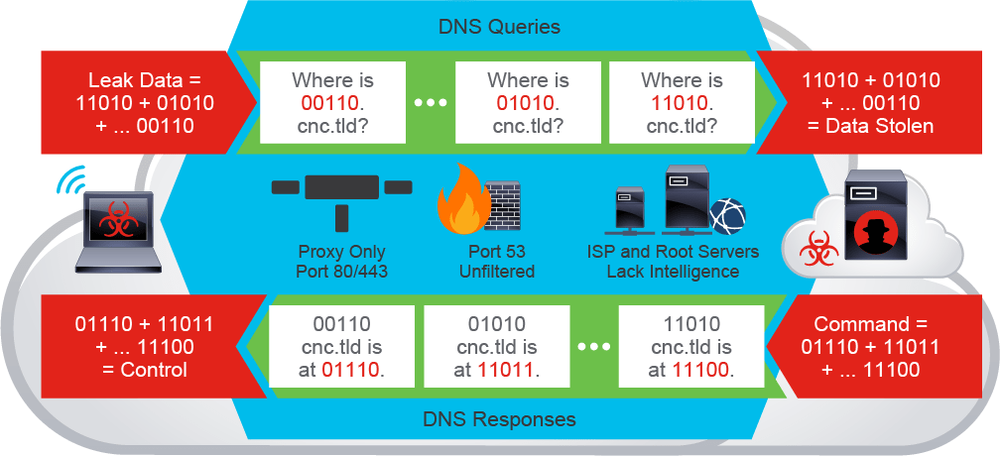 DNS Queries
Leak Data =
11010 + 01010
+ ... 00110
Where is
00110.
cnc.tld?
•••
Where is
01010.
cnc.tld?
Where is
11010.
cnc.tld?
11010 + 01010
+ ... 00110
= Data Stolen
Proxy Only
Port 80/443
Port 53
Unfiltered
ISP and Root Servers
Lack Intelligence
01110 + 11011
+ ... 11100
= Control
00110
cnc.tld is
at 01110.
01010
cnc.tld is
at 11011.
•••
11010
cnc.tld is
at 11100.
Command =
01110 + 11011
+ ... 11100
DNS Responses